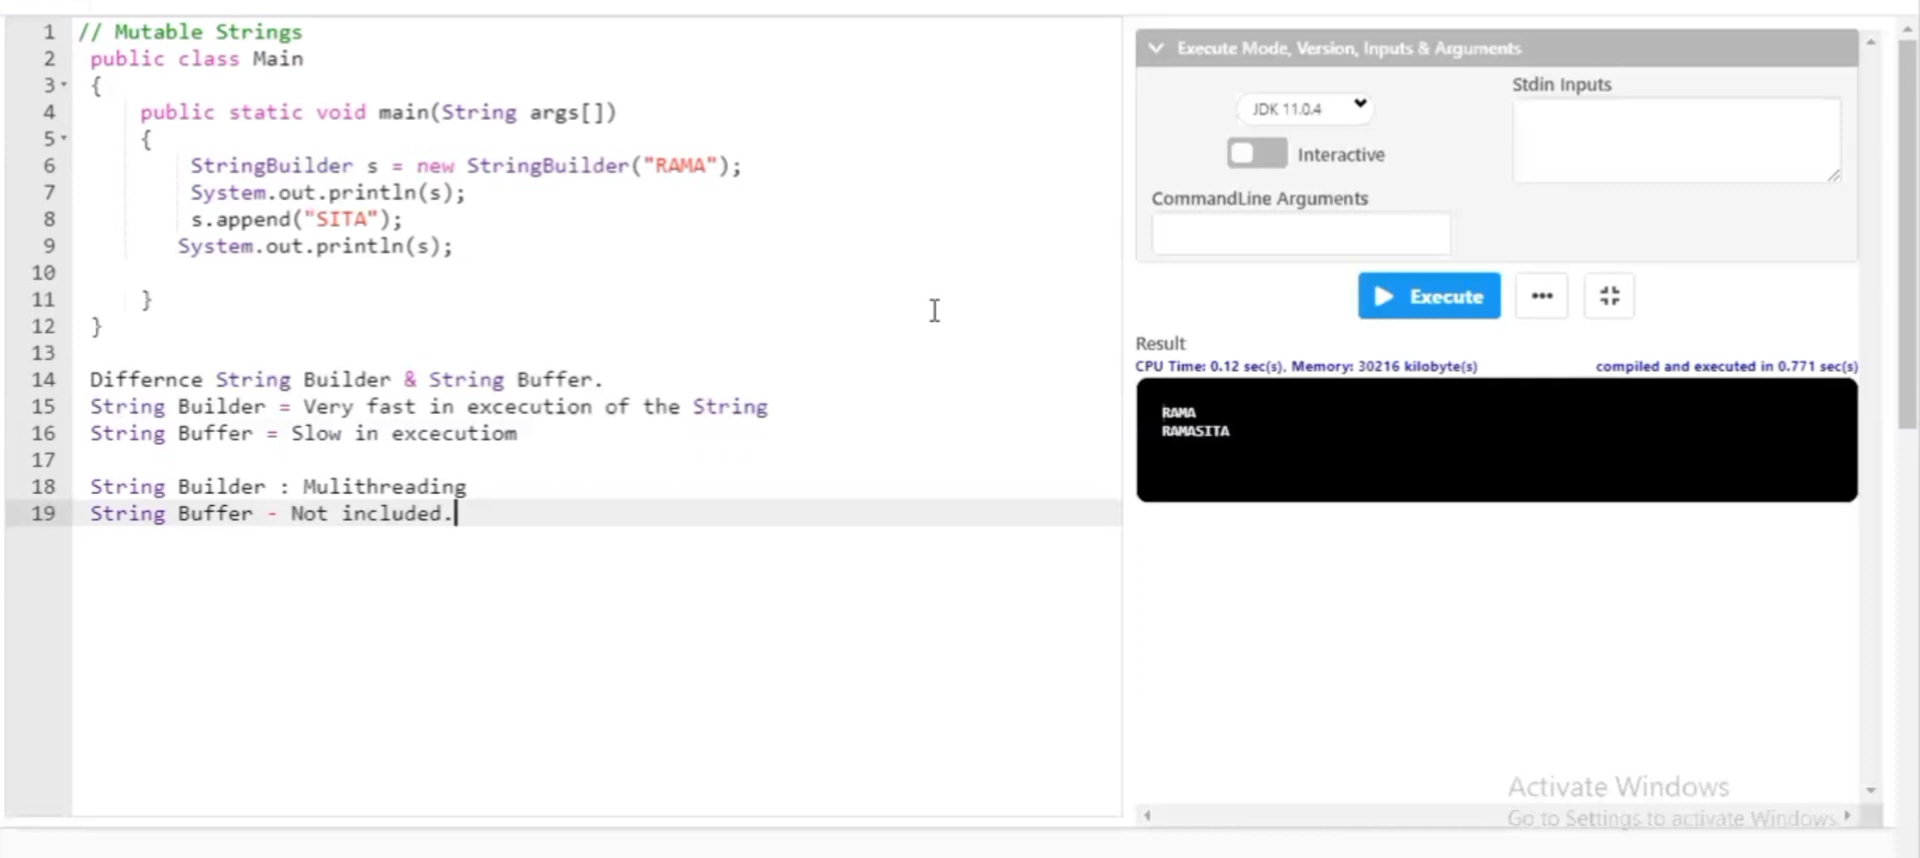 1 // Mutable Strings
2 public class Main
3 {
4 public static void main(String args[])
5 {
6 StringBuilder s = new StringBuilder("RAMA");
7 System.out.println(s);
8 s.append("SITA");
9 System.out.println(s);
10
11 }
12 }
13
14 Differnce String Builder & String Buffer.
15 String Builder = Very fast in excecution of the String
16 String Buffer = Slow in excecutiom
17
18 String Builder : Mulithreading
19 String Buffer - Not included.
Execute Mode, Version, Inputs & Arguments
JDK 11.0.4
Stdin Inputs
Interactive
CommandLine Arguments
Execute
Result
CPU Time: 0.12 sec(s), Memory: 30216 kilobyte(s) compiled and executed in 0.771 sec(s)
RAMA
RAMASITA
Activate Windows
Go to Settings to activate Windows.